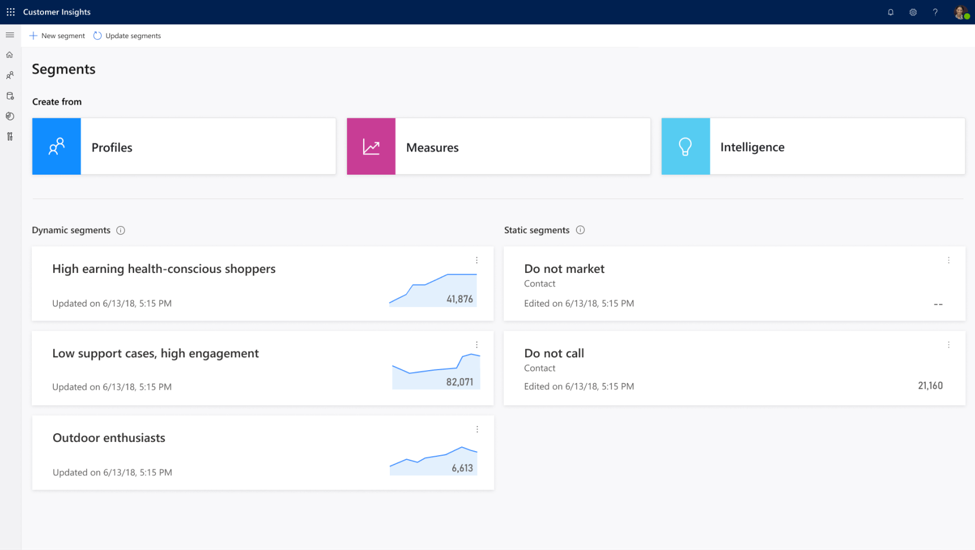 Customer Insights
?
New segment
Update segments
Segments
Create from
Profiles
Measures
Intelligence
Dynamic segments
High earning health-conscious shoppers
Updated on 6/13/18, 5:15 PM
41,876
Low support cases, high engagement
Updated on 6/13/18, 5:15 PM
82,071
Outdoor enthusiasts
Updated on 6/13/18, 5:15 PM
6,613
Static segments
Do not market
Contact
Edited on 6/13/18, 5:15 PM
--
Do not call
Contact
Edited on 6/13/18, 5:15 PM
21,160